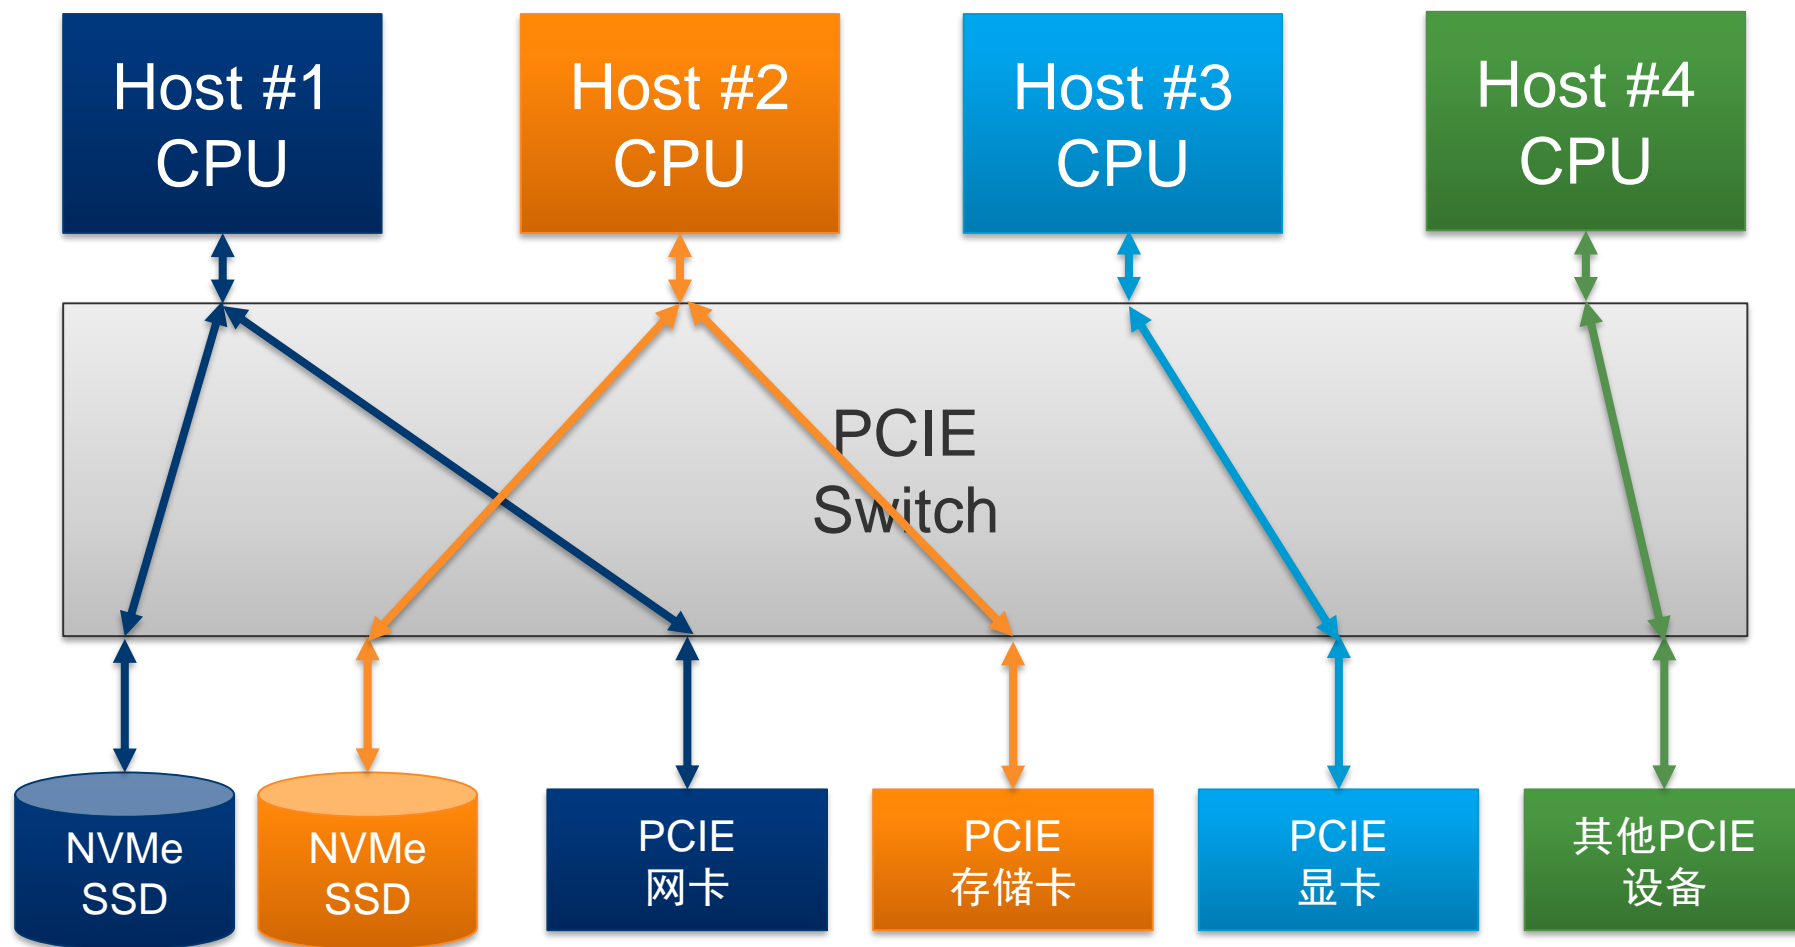 Host #1
CPU
Host #2
CPU
Host #3
CPU
Host #4
CPU
PCIE
Switch
NVMe
SSD
NVMe
SSD
PCIE
网卡
PCIE
存储卡
PCIE
显卡
其他PCIE
设备